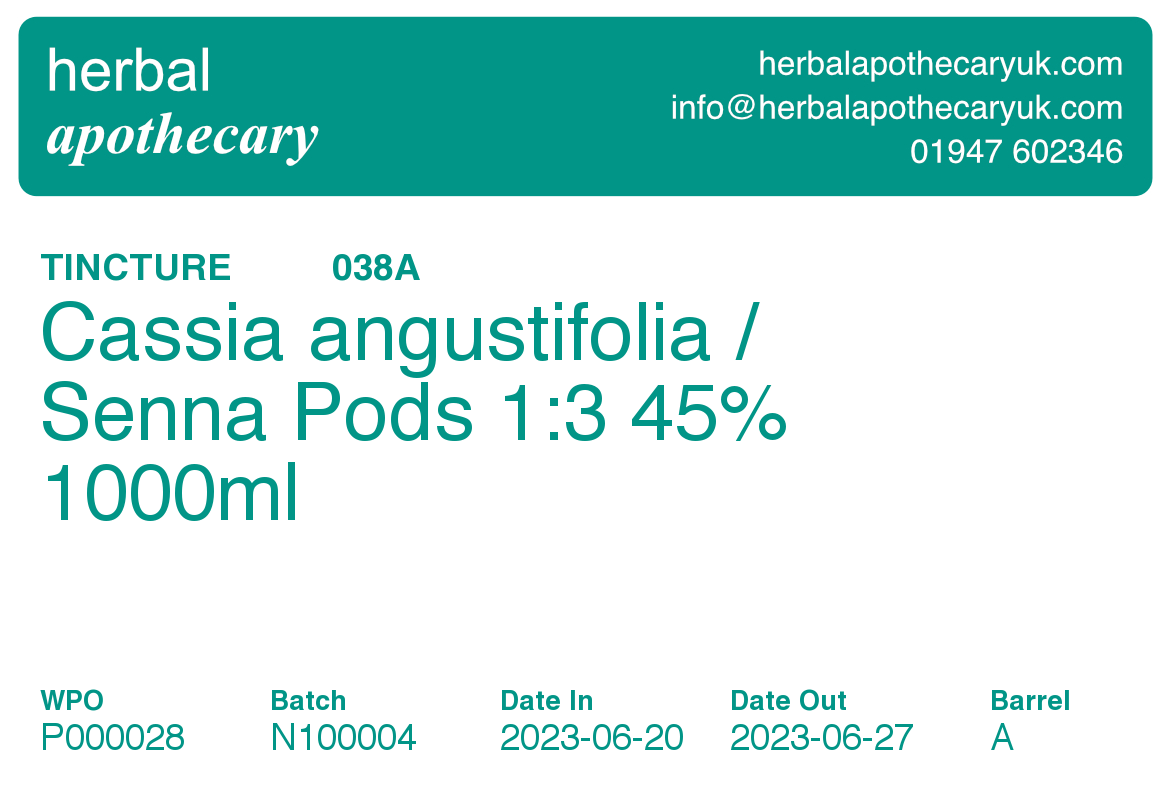 herbal
apothecary
herbalapothecaryuk.com
info@herbalapothecaryuk.com
01947 602346
TINCTURE 038A
Cassia angustifolia /
Senna Pods 1:3 45%
1000ml
WPO Batch Date In Date Out Barrel
P000028 N100004 2023-06-20 2023-06-27 A